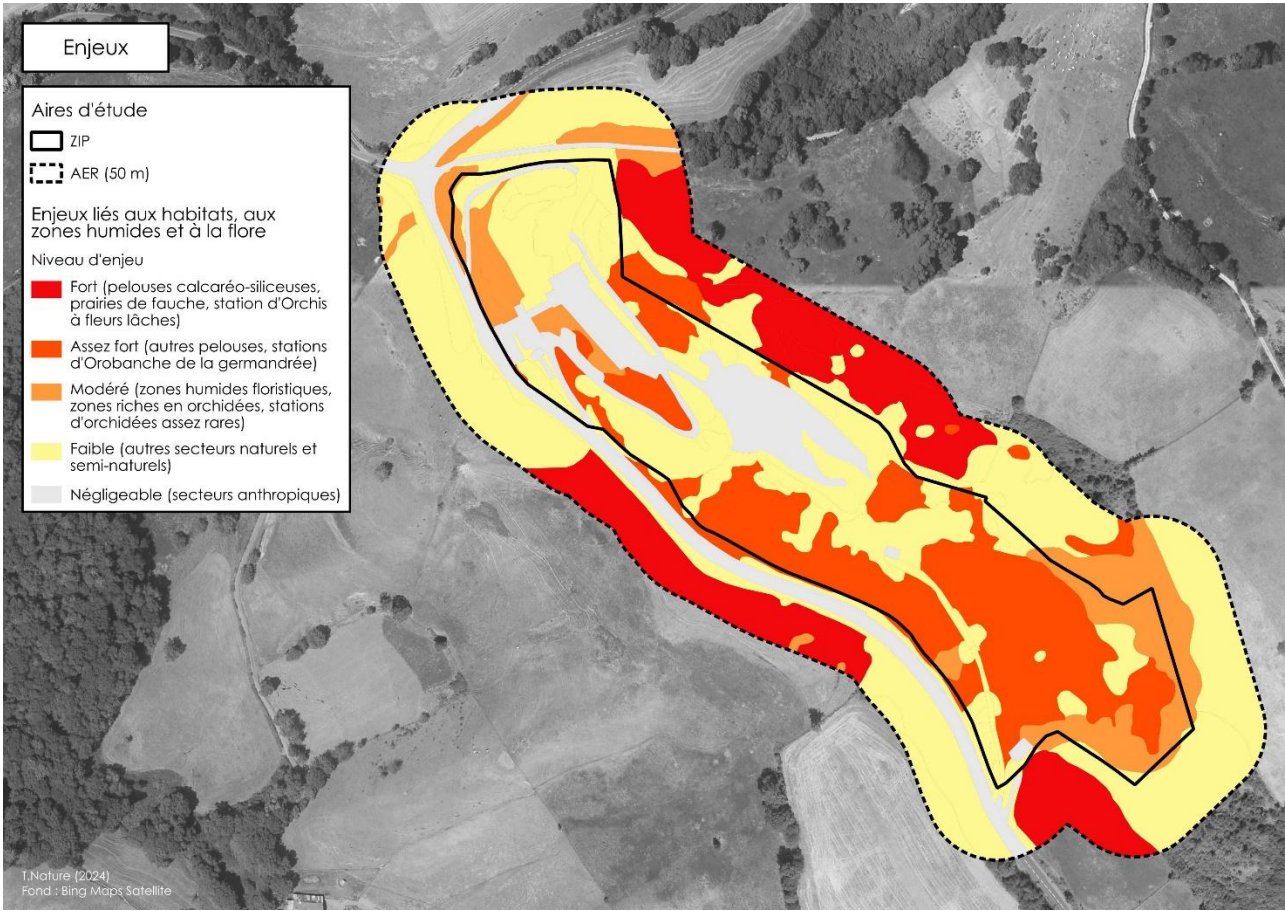 Enjeux
Aires d'étude
ZIP
AER (50 m)
Enjeux liés aux habitats, aux
zones humides et à la flore
Niveau d'enjeu
Fort (pelouses calcaréo-siliceuses,
prairies de fauche, station d'Orchis
à fleurs lâches)
Assez fort (autres pelouses, stations
d'Orobanche de la germandrée)
Modéré (zones humides floristiques,
zones riches en orchidées, stations
d'orchidées assez rares)
Faible (autres secteurs naturels et
semi-naturels)
Négligeable (secteurs anthropiques)
T.Nature (2024)
Fond : Bing Maps Satellite